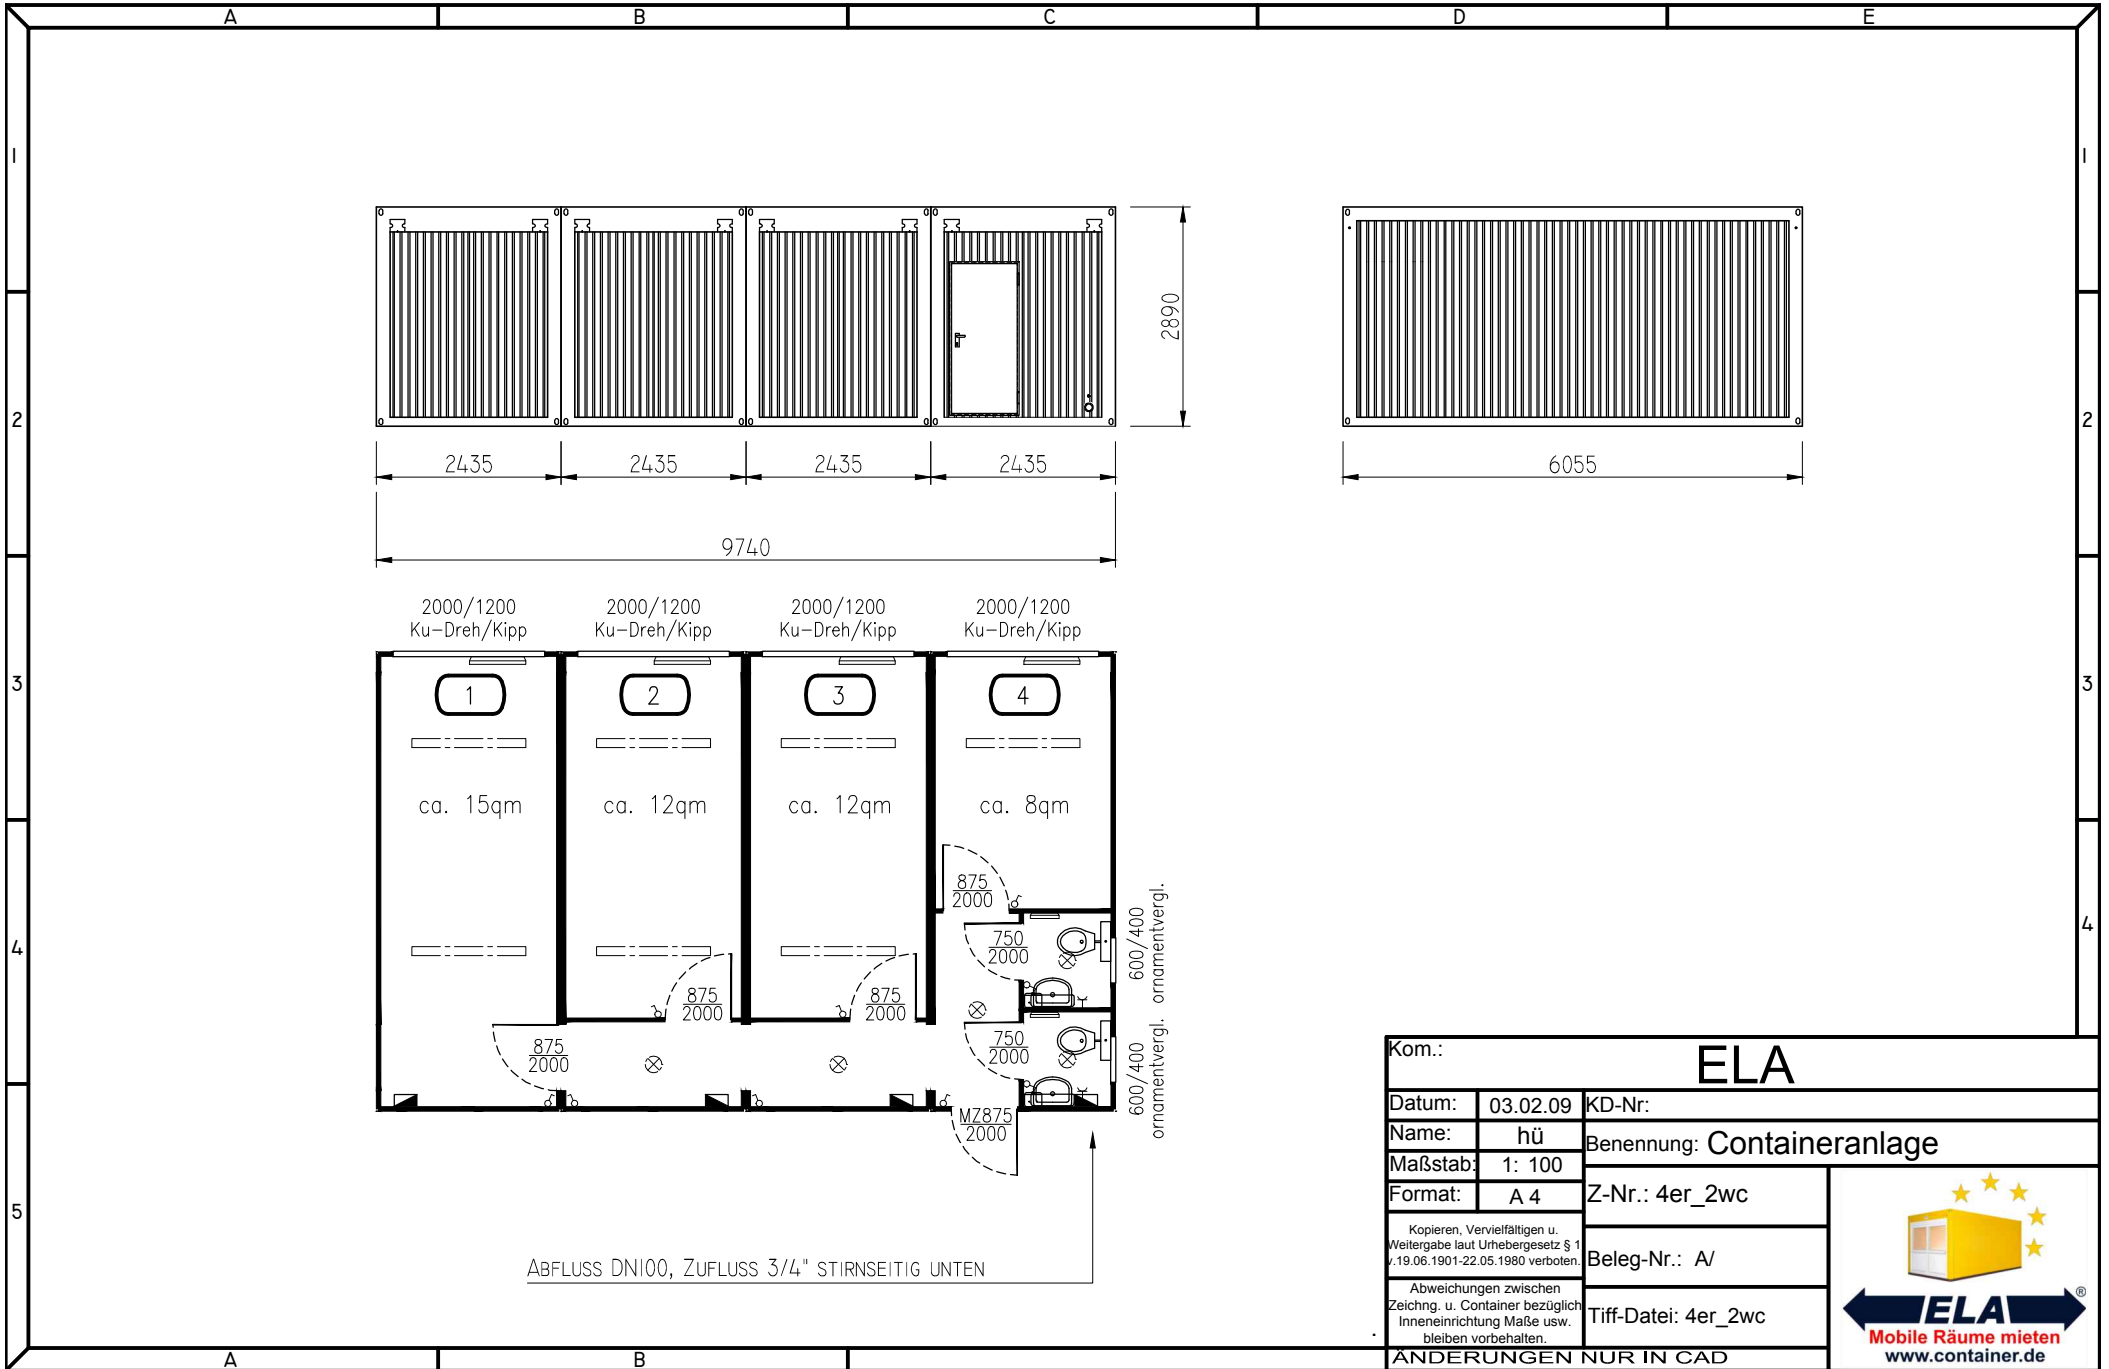 A B C D E
1 1
2890
2 2
2435 2435 2435 2435
6055
9740
2000/1200 2000/1200 2000/1200 2000/1200
Ku-Dreh/Kipp Ku-Dreh/Kipp Ku-Dreh/Kipp Ku-Dreh/Kipp
3 3
1 2 3 4
ca. 15qm ca. 12qm ca. 12qm ca. 8qm
875
2000
4 4
750
2000
600/400
ornamentvergl.
875
2000
875
2000
875
2000
750
2000
600/400
ornamentvergl.
MZ875
2000
5
ABFLUSS DN100, ZUFLUSS 3/4" STIRNSEITIG UNTEN
Kom.: ELA
Datum: 03.02.09 KD-Nr:
Name: hü
Benennung: Containeranlage
Maßstab: 1: 100
Format: A 4
Z-Nr.: 4er_2wc
Kopieren, Vervielfältigen u.
Weitergabe laut Urhebergesetz § 1
v.19.06.1901-22.05.1980 verboten.
Beleg-Nr.: A/
Abweichungen zwischen
Zeichng. u. Container bezüglich
Inneneinrichtung Maße usw.
bleiben vorbehalten.
Tiff-Datei: 4er_2wc
ÄNDERUNGEN NUR IN CAD
ELA ®
Mobile Räume mieten
www.container.de
A B